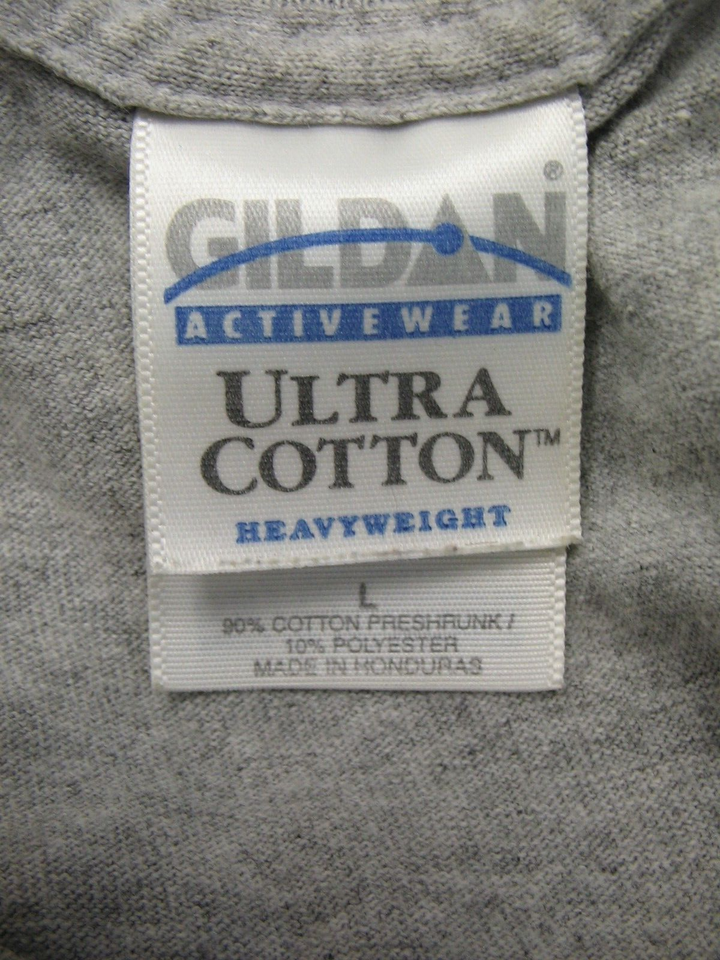 GILDAN®
ACTIVEWEAR
ULTRA
COTTON™
HEAVYWEIGHT
L
90% COTTON PRESHRUNK /
10% POLYESTER
MADE IN HONDURAS